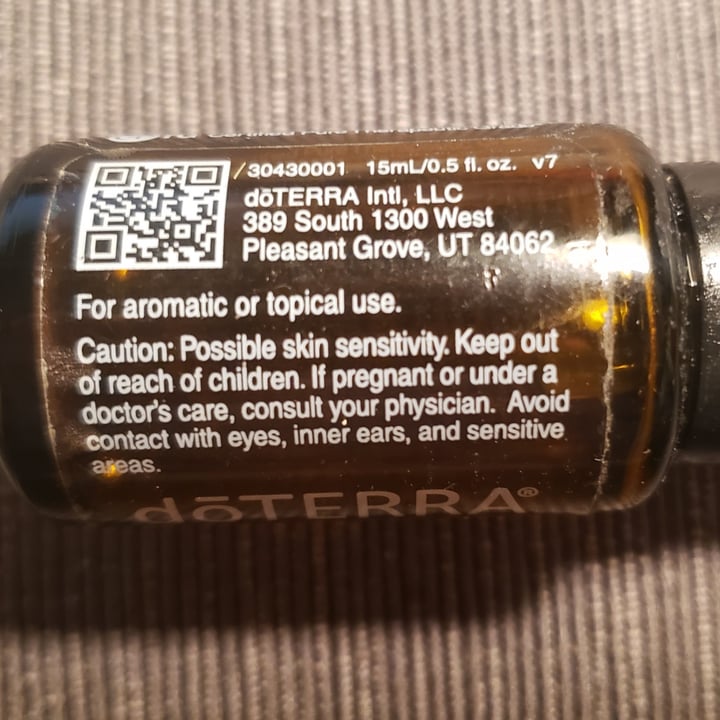 30430001 15mL/0.5 fl. oz. v7
dōTERRA Intl, LLC
389 South 1300 West
Pleasant Grove, UT 84062
For aromatic or topical use.
Caution: Possible skin sensitivity. Keep out
of reach of children. If pregnant or under a
doctor's care, consult your physician. Avoid
contact with eyes, inner ears, and sensitive
areas.
dōTERRA®